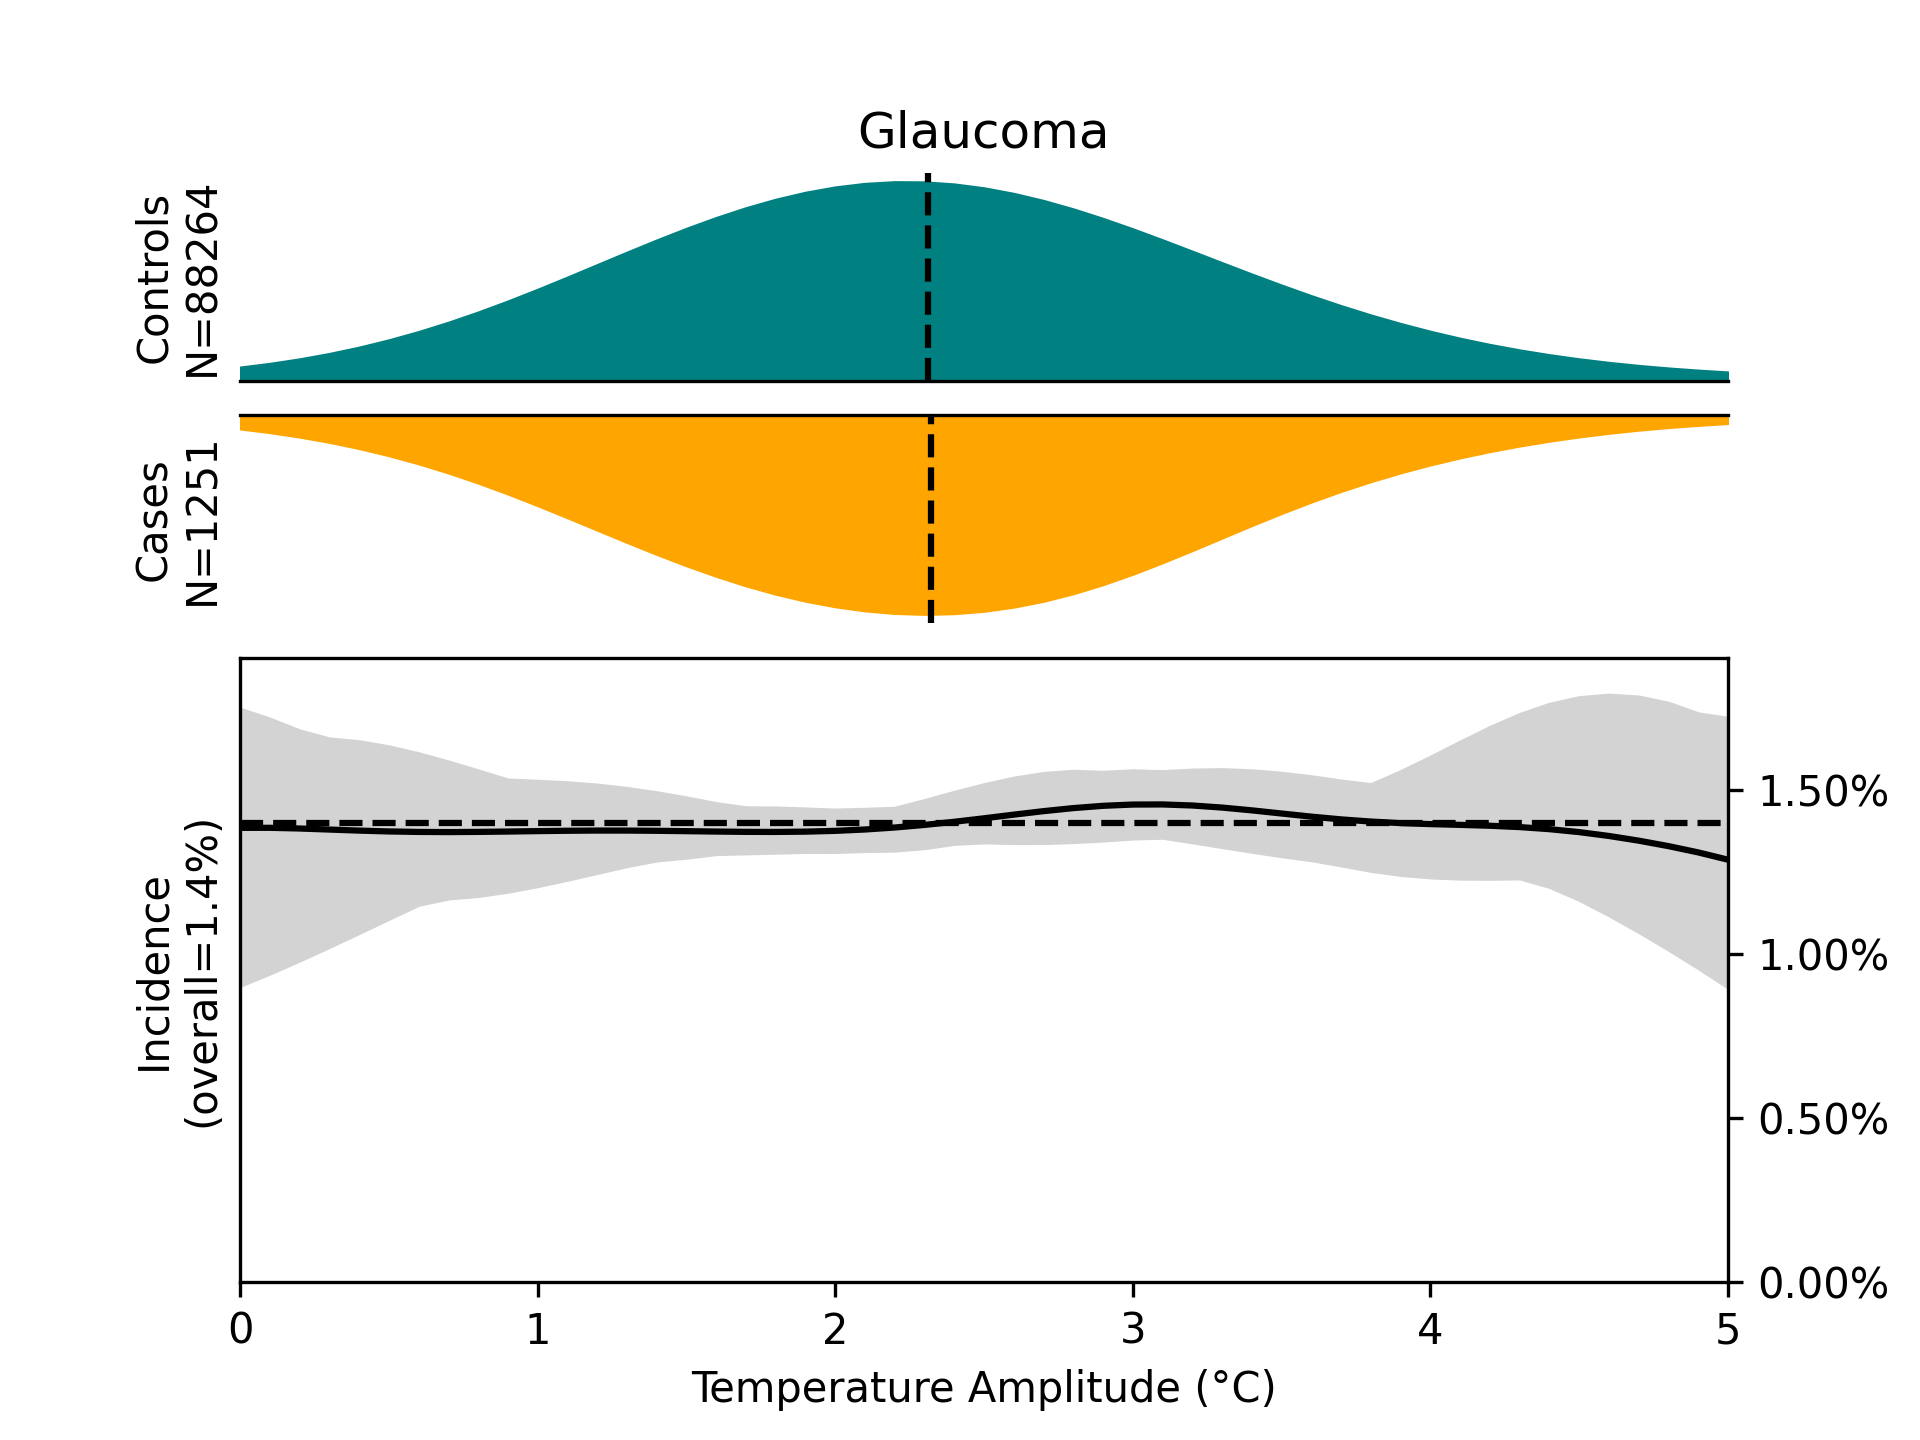 Glaucoma
Controls
N=88264
Cases
N=1251
Incidence
(overall=1.4%)
1.50%
1.00%
0.50%
0.00%
0 1 2 3 4 5
Temperature Amplitude (°C)